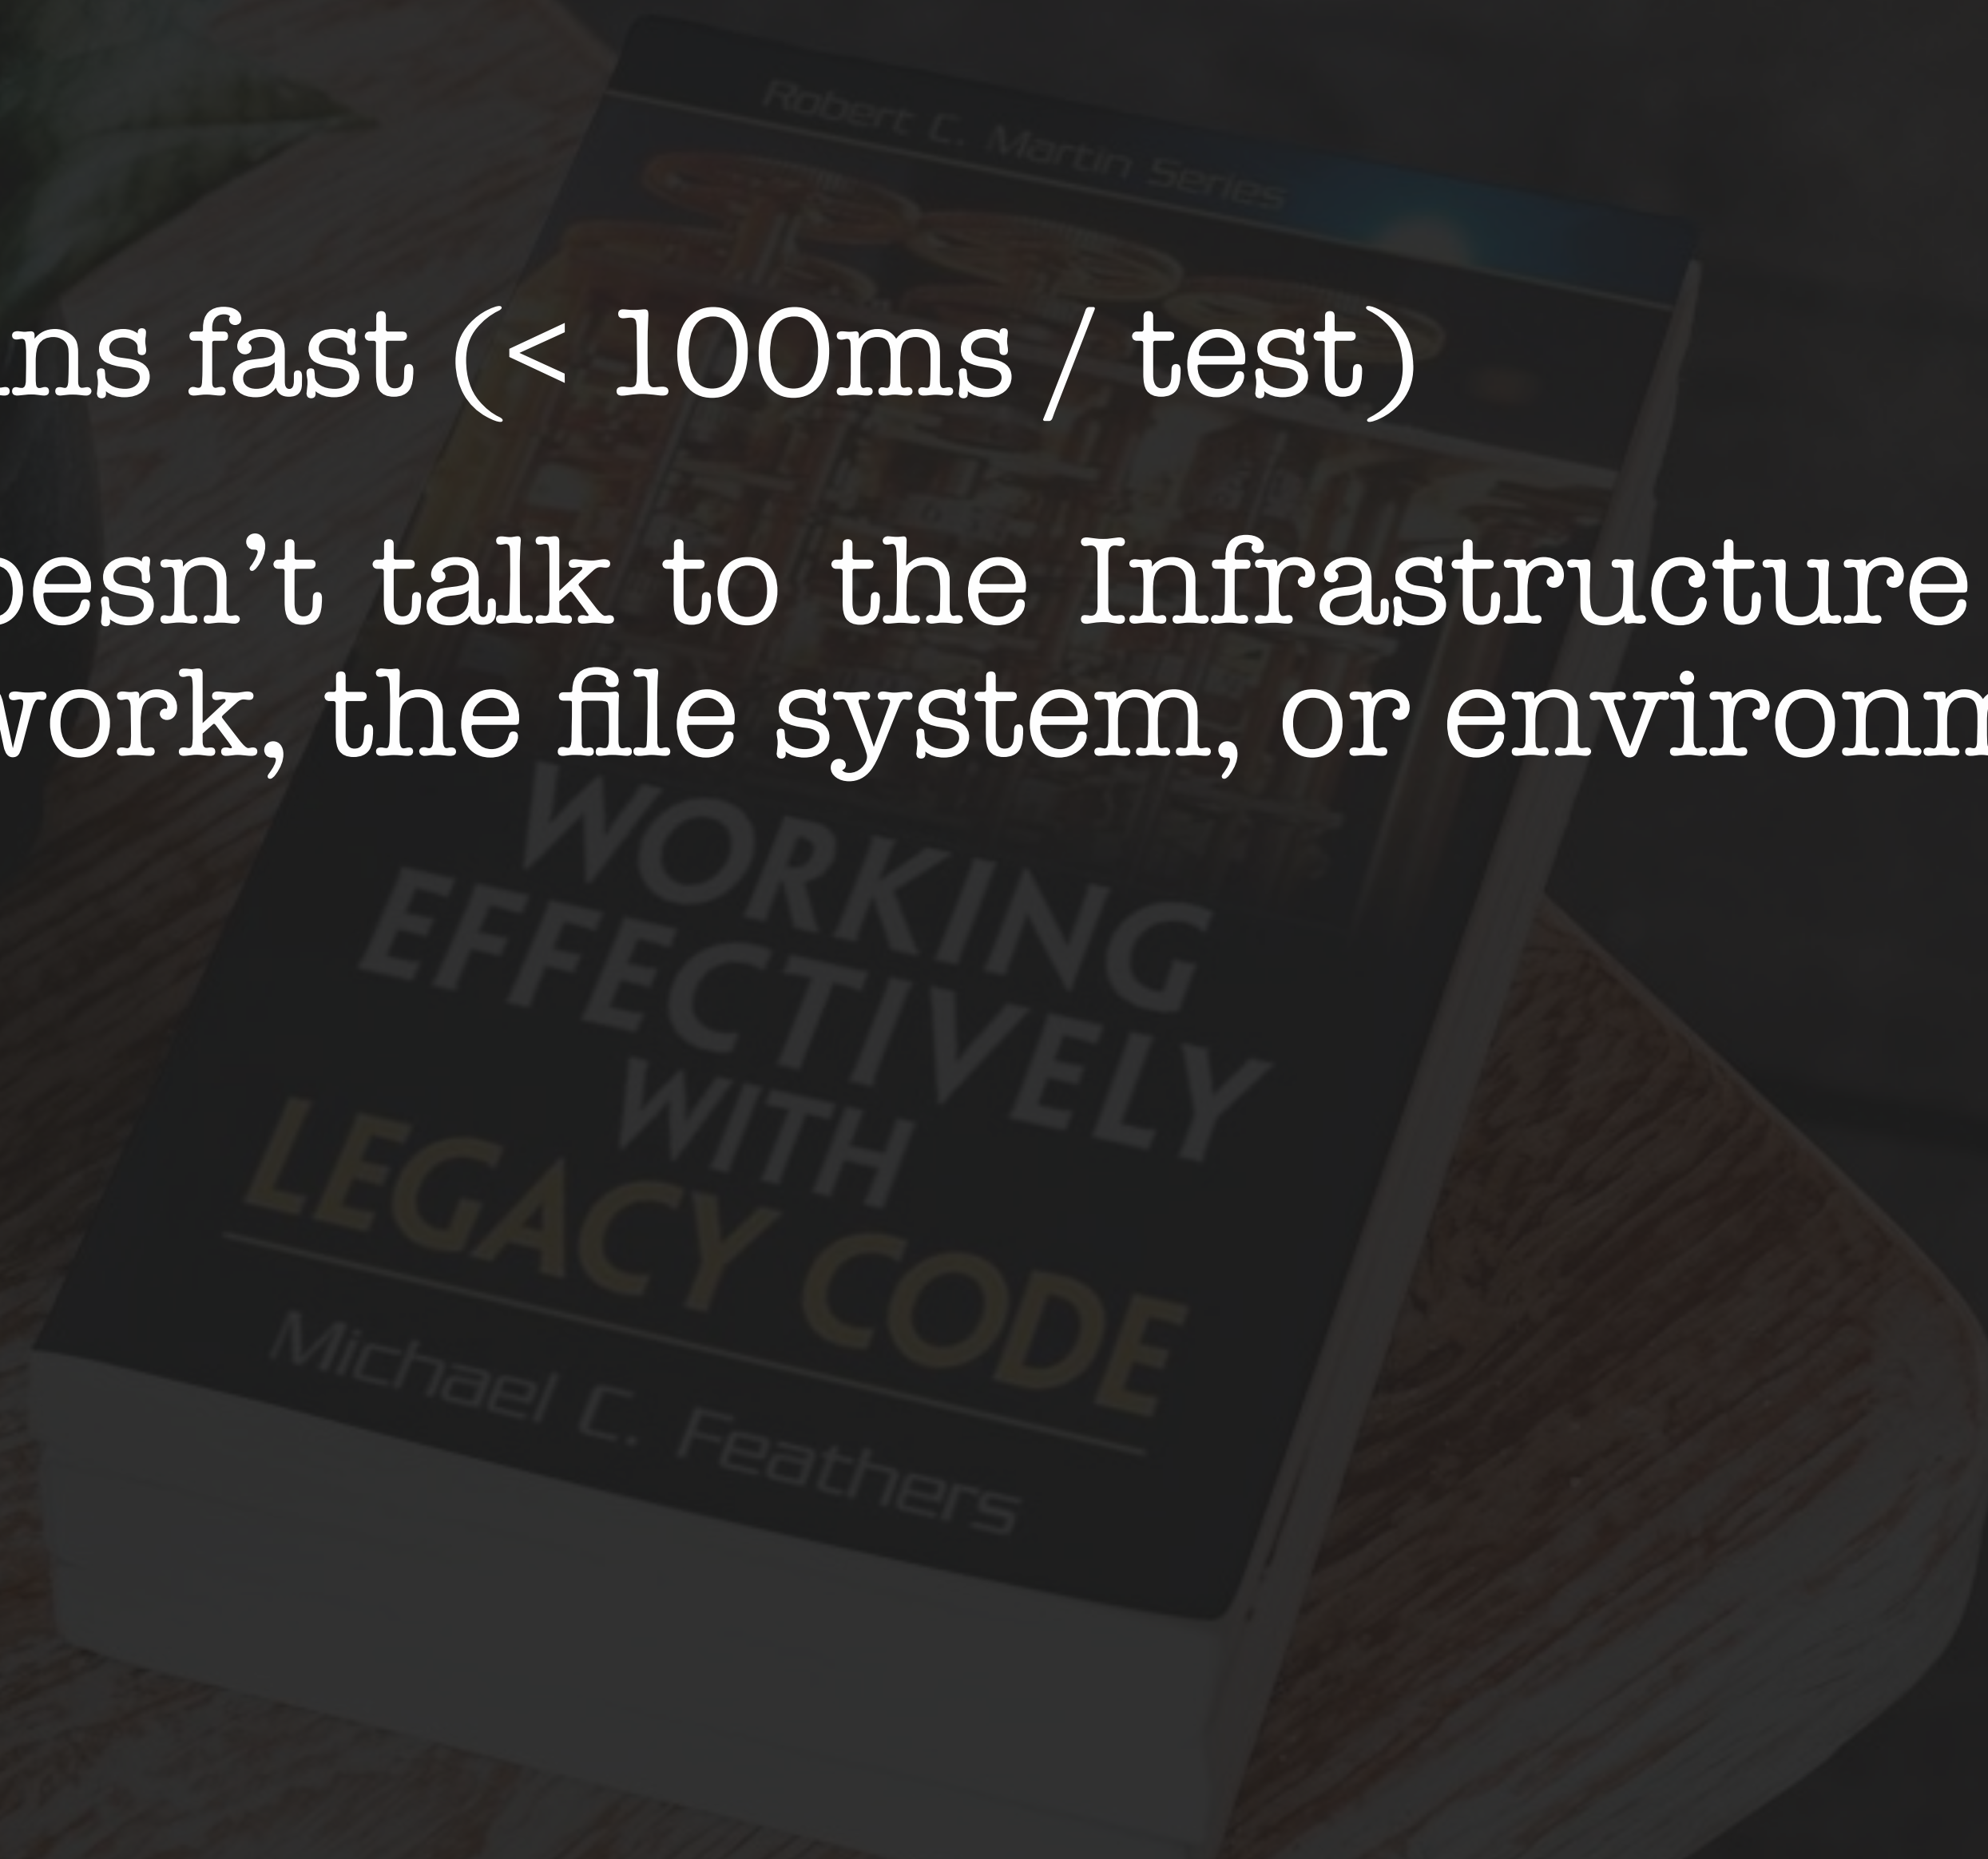 Robert C. Martin Series
ns fast (< 100ms / test)
oesn’t talk to the Infrastructure
work, the file system, or environm
WORKING
EFFECTIVELY
WITH
LEGACY CODE
Michael C. Feathers